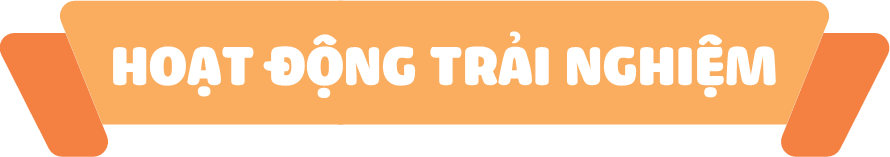 HOẠT ĐỘNG TRẢI NGHIỆM